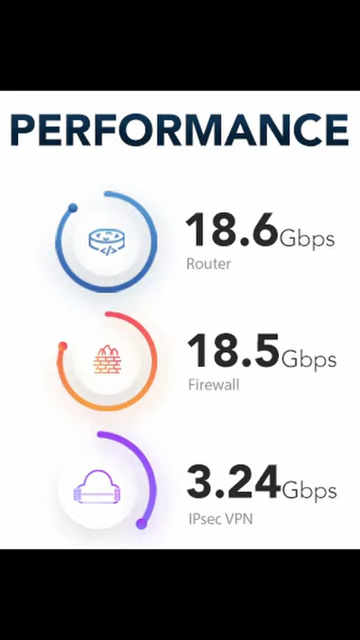 PERFORMANCE
18.6Gbps
Router
18.5Gbps
Firewall
3.24Gbps
IPsec VPN